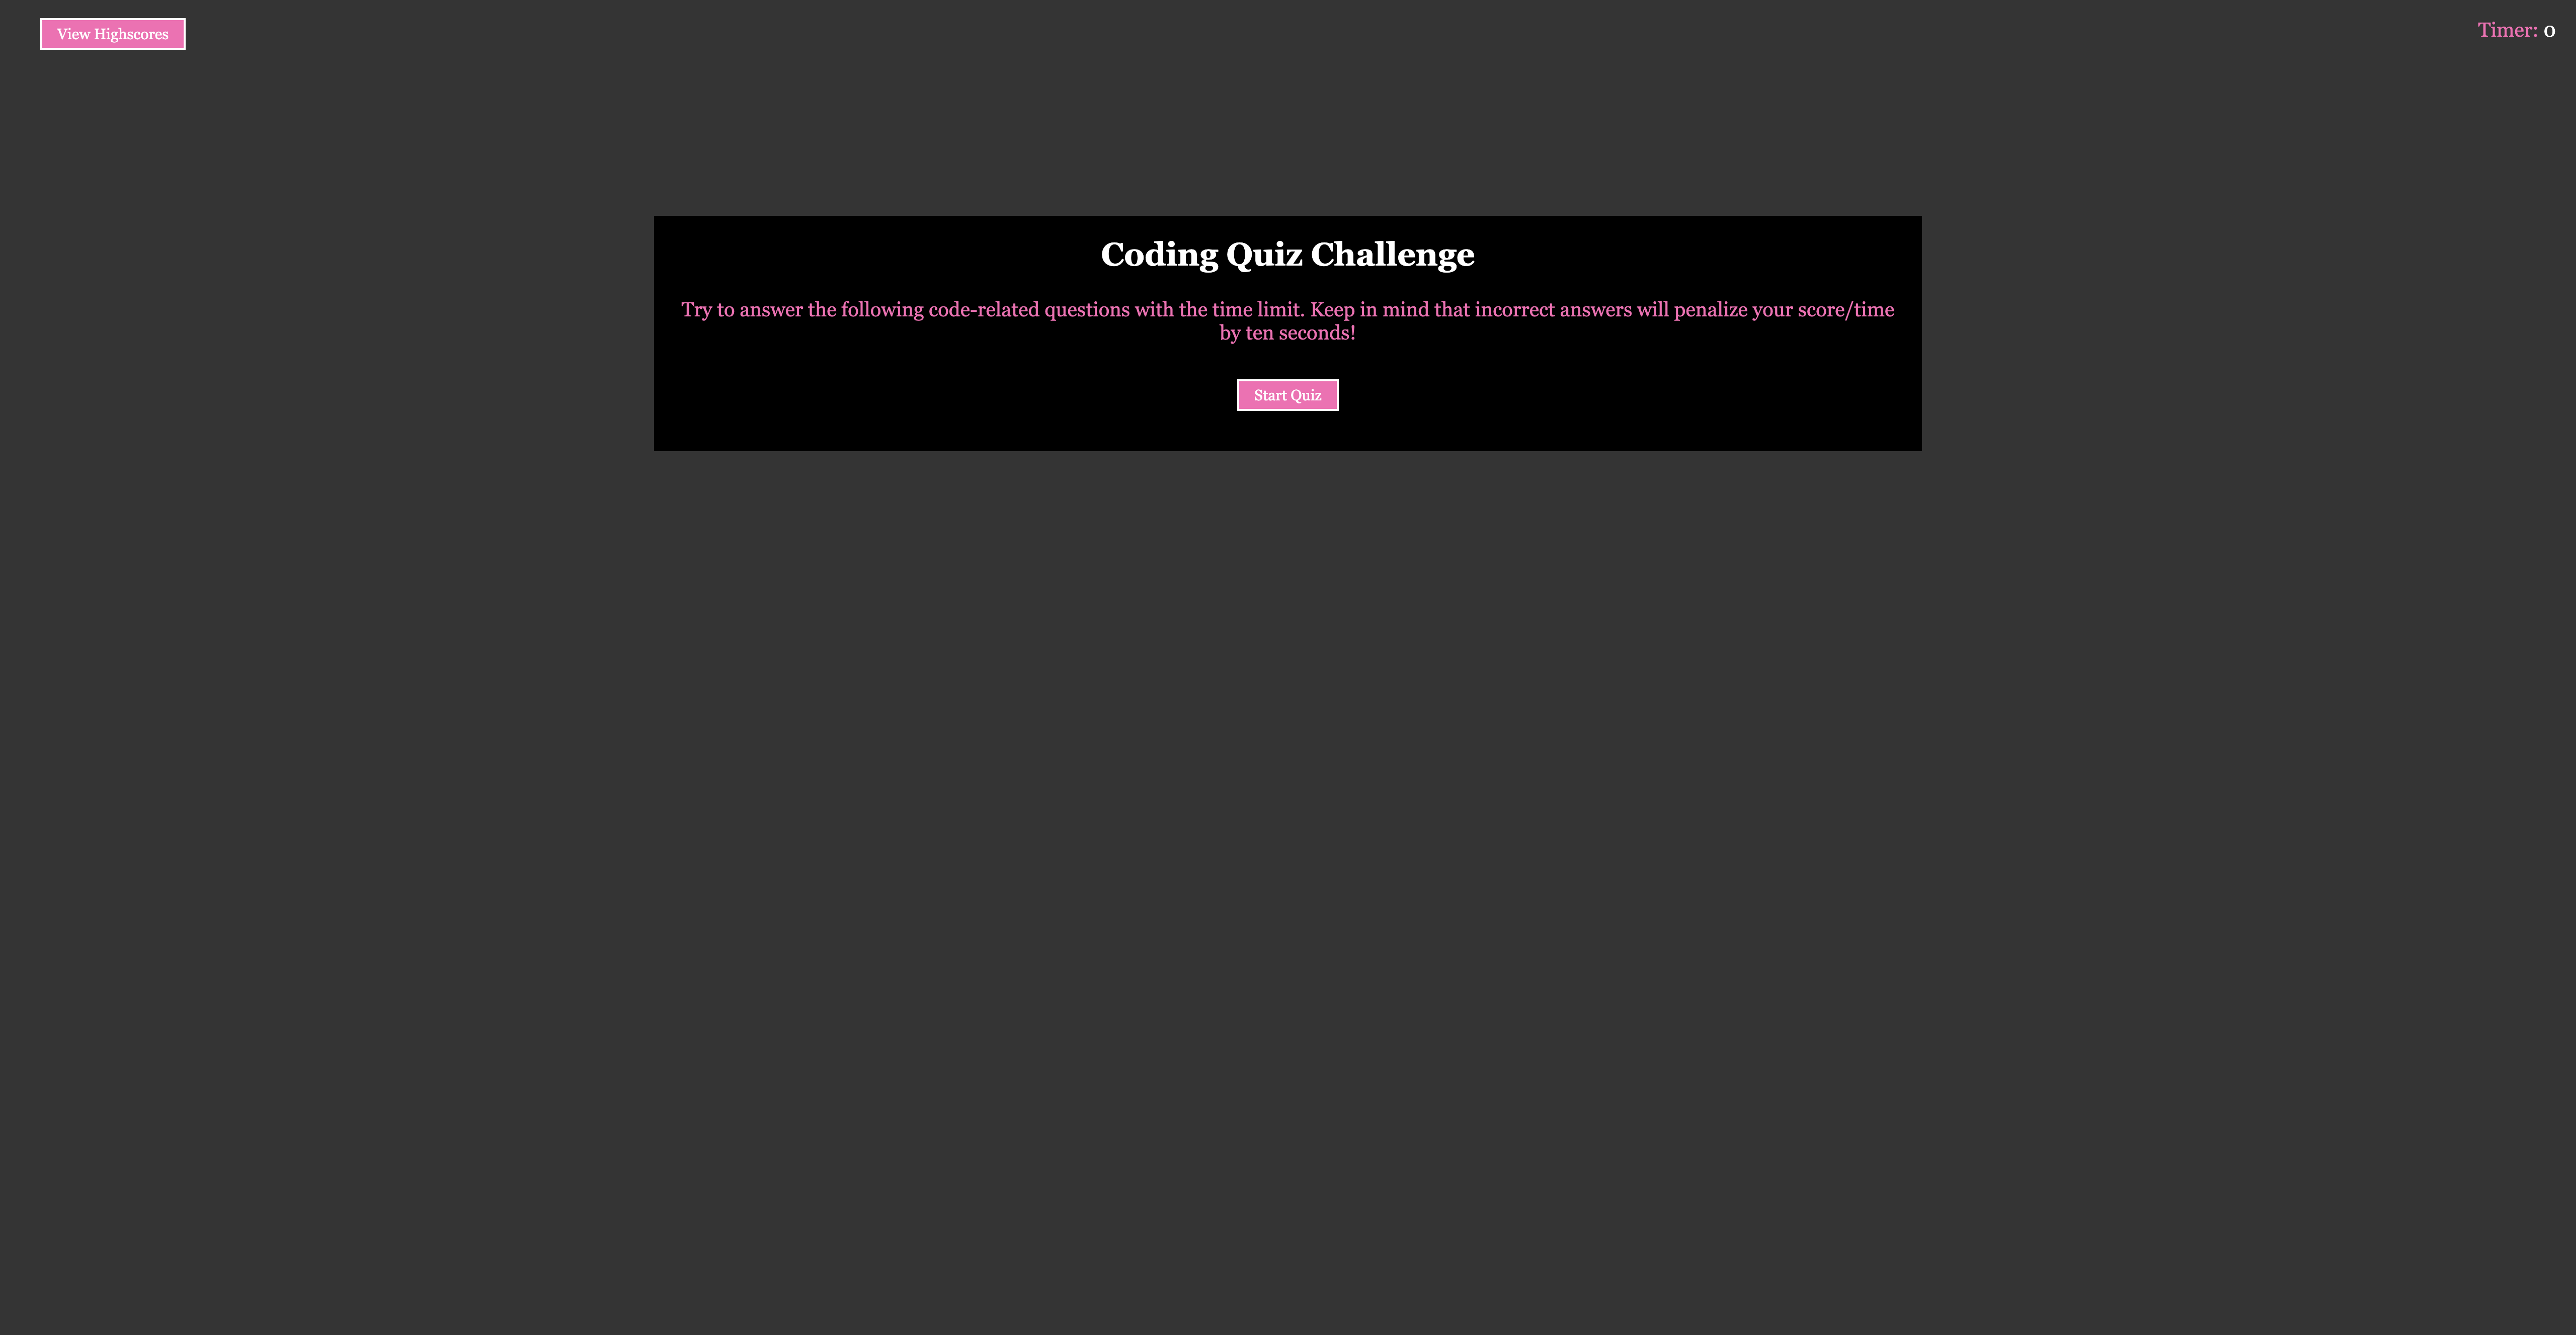 View Highscores
Timer: 0
Coding Quiz Challenge
Try to answer the following code-related questions with the time limit. Keep in mind that incorrect answers will penalize your score/time
by ten seconds!
Start Quiz